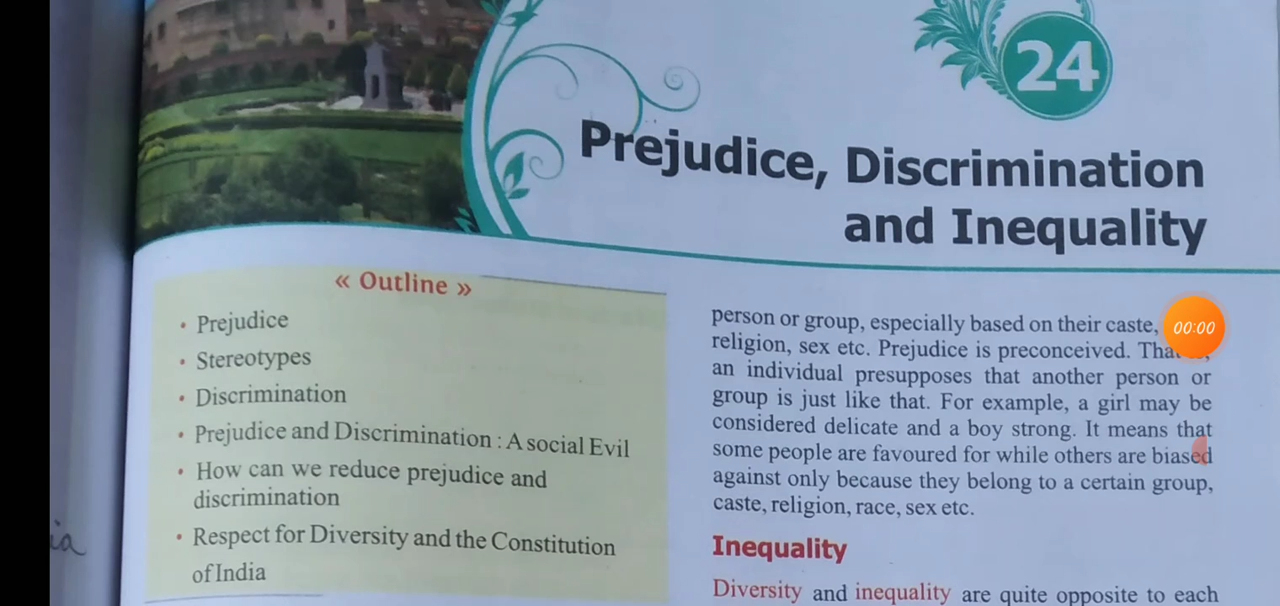 24
Prejudice, Discrimination
and Inequality
« Outline »
• Prejudice
• Stereotypes
• Discrimination
• Prejudice and Discrimination : A social Evil
• How can we reduce prejudice and
discrimination
• Respect for Diversity and the Constitution
of India
person or group, especially based on their caste,
religion, sex etc. Prejudice is preconceived.
an individual presupposes that another person or
group is just like that. For example, a girl may be
considered delicate and a boy strong. It means that
some people are favoured for while others are biased
against only because they belong to a certain group,
caste, religion, race, sex etc.
Inequality
Diversity and inequality are quite opposite to each
00:00
ia